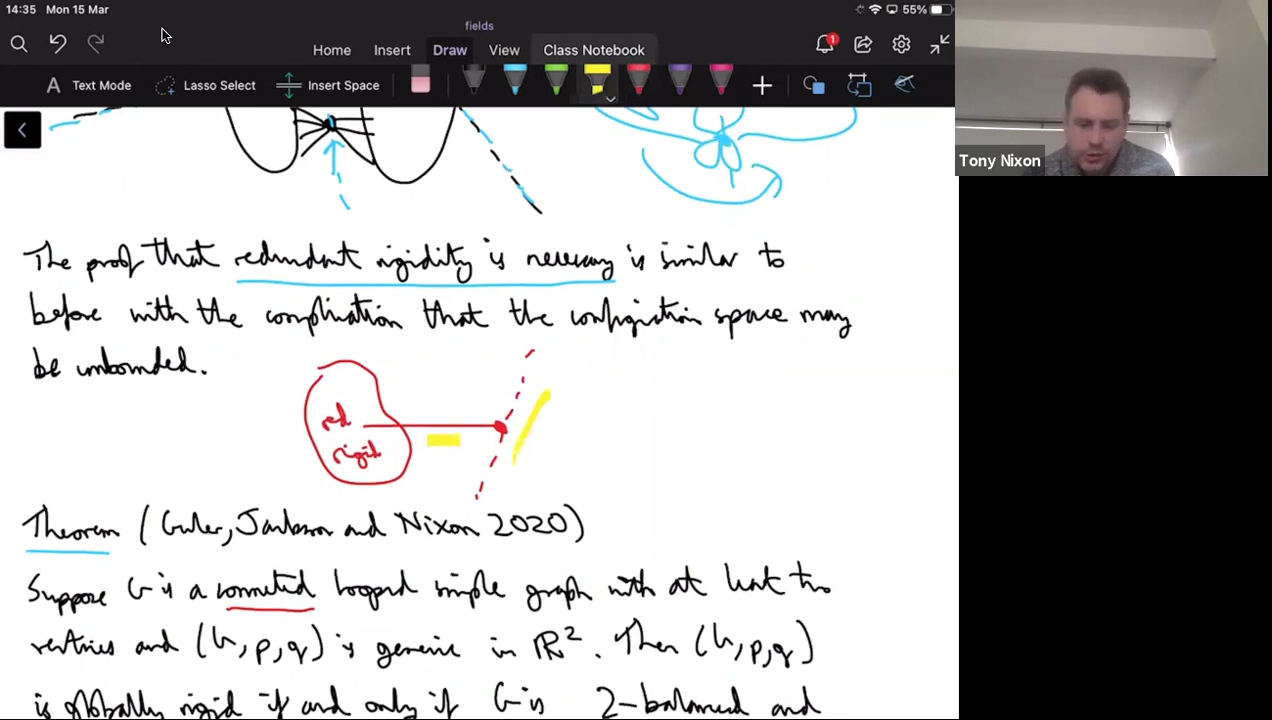 14:35 Mon 15 Mar
55%
fields
Home Insert Draw View Class Notebook
1
A Text Mode Lasso Select Insert Space
Tony Nixon
The proof that redundant rigidity is necessary is similar to
before with the complication that the configuration space may
be unbounded.
red
rigid
Theorem (Guler, Jackson and Nixon 2020)
Suppose G is a connected looped simple graph with at least two
vertices and (G, p, q) is generic in ℝ². Then (G, p, q)
is globally rigid if and only if G is 2-balanced and